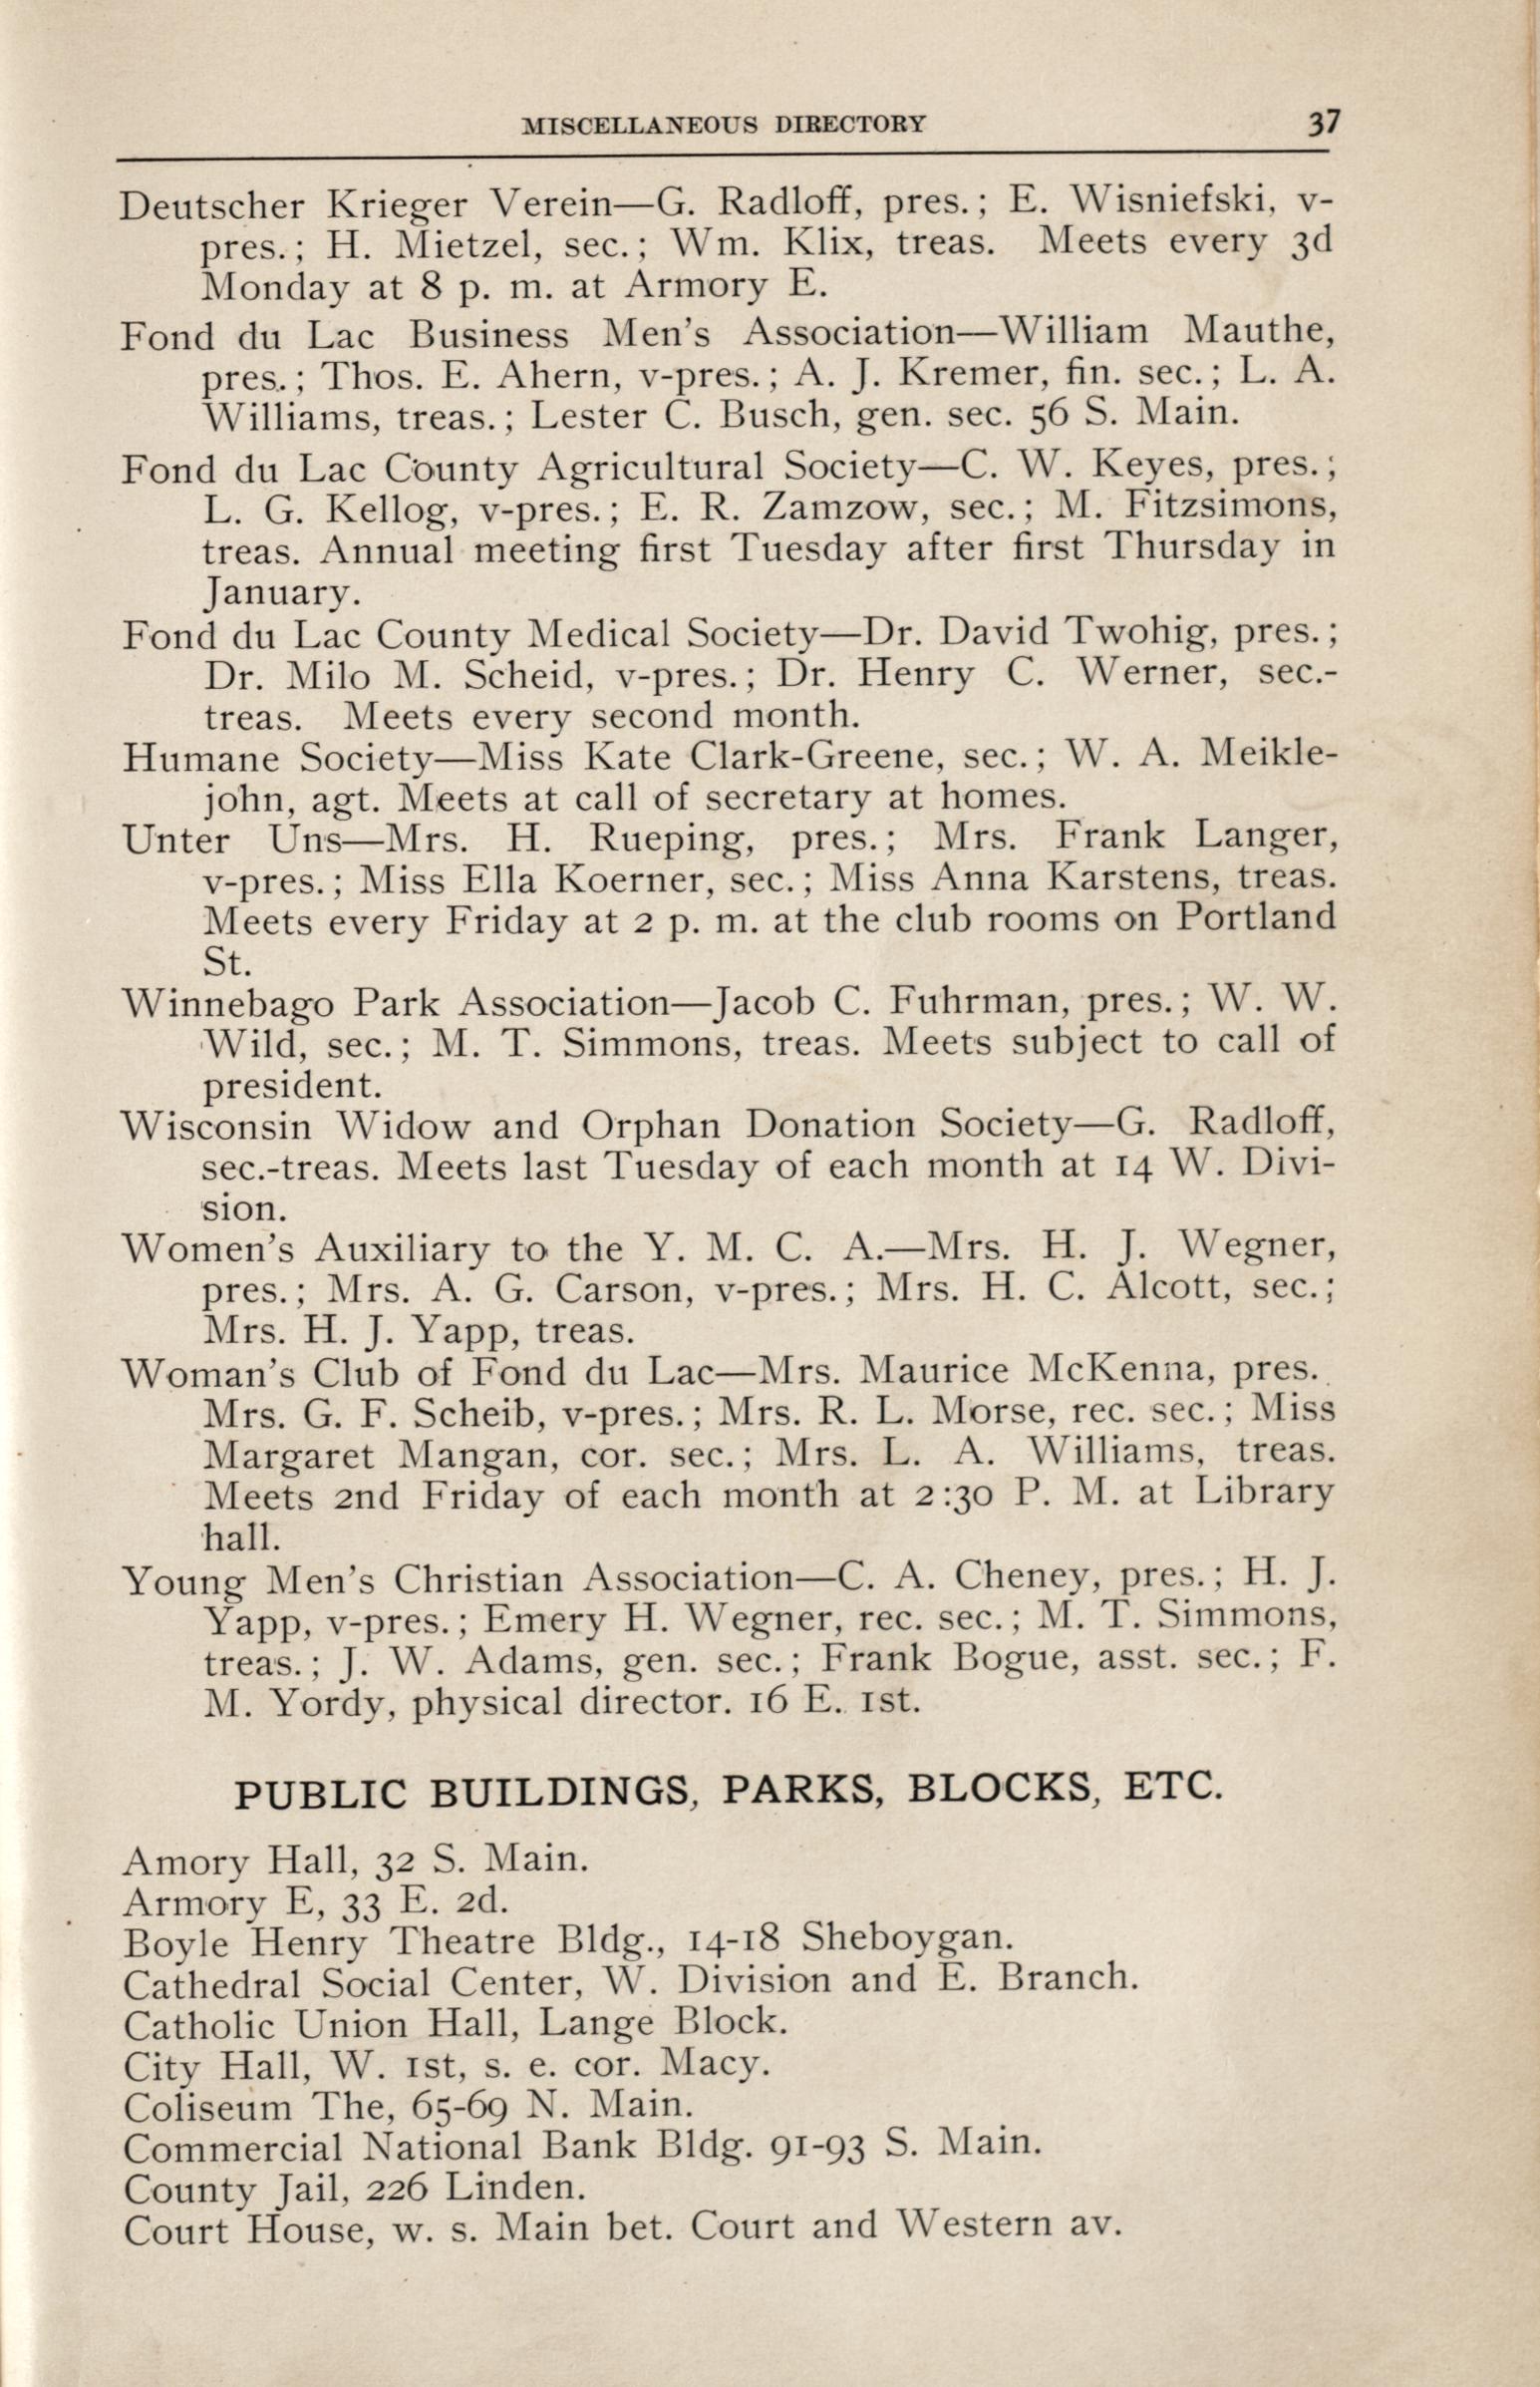 MISCELLANEOUS DIRECTORY 37
Deutscher Krieger Verein—G. Radloff, pres.; E. Wisniefski, v-
pres.; H. Mietzel, sec.; Wm. Klix, treas. Meets every 3d
Monday at 8 p. m. at Armory E.
Fond du Lac Business Men's Association—William Mauthe,
pres.; Thos. E. Ahern, v-pres.; A. J. Kremer, fin. sec.; L. A.
Williams, treas.; Lester C. Busch, gen. sec. 56 S. Main.
Fond du Lac County Agricultural Society—C. W. Keyes, pres.;
L. G. Kellog, v-pres.; E. R. Zamzow, sec.; M. Fitzsimons,
treas. Annual meeting first Tuesday after first Thursday in
January.
Fond du Lac County Medical Society—Dr. David Twohig, pres.;
Dr. Milo M. Scheid, v-pres.; Dr. Henry C. Werner, sec.-
treas. Meets every second month.
Humane Society—Miss Kate Clark-Greene, sec.; W. A. Meikle-
john, agt. Meets at call of secretary at homes.
Unter Uns—Mrs. H. Rueping, pres.; Mrs. Frank Langer,
v-pres.; Miss Ella Koerner, sec.; Miss Anna Karstens, treas.
Meets every Friday at 2 p. m. at the club rooms on Portland
St.
Winnebago Park Association—Jacob C. Fuhrman, pres.; W. W.
Wild, sec.; M. T. Simmons, treas. Meets subject to call of
president.
Wisconsin Widow and Orphan Donation Society—G. Radloff,
sec.-treas. Meets last Tuesday of each month at 14 W. Divi-
sion.
Women's Auxiliary to the Y. M. C. A.—Mrs. H. J. Wegner,
pres.; Mrs. A. G. Carson, v-pres.; Mrs. H. C. Alcott, sec.;
Mrs. H. J. Yapp, treas.
Woman's Club of Fond du Lac—Mrs. Maurice McKenna, pres.
Mrs. G. F. Scheib, v-pres.; Mrs. R. L. Morse, rec. sec.; Miss
Margaret Mangan, cor. sec.; Mrs. L. A. Williams, treas.
Meets 2nd Friday of each month at 2:30 P. M. at Library
hall.
Young Men's Christian Association—C. A. Cheney, pres.; H. J.
Yapp, v-pres.; Emery H. Wegner, rec. sec.; M. T. Simmons,
treas.; J. W. Adams, gen. sec.; Frank Bogue, asst. sec.; F.
M. Yordy, physical director. 16 E. 1st.
PUBLIC BUILDINGS, PARKS, BLOCKS, ETC.
Amory Hall, 32 S. Main.
Armory E, 33 E. 2d.
Boyle Henry Theatre Bldg., 14-18 Sheboygan.
Cathedral Social Center, W. Division and E. Branch.
Catholic Union Hall, Lange Block.
City Hall, W. 1st, s. e. cor. Macy.
Coliseum The, 65-69 N. Main.
Commercial National Bank Bldg. 91-93 S. Main.
County Jail, 226 Linden.
Court House, w. s. Main bet. Court and Western av.